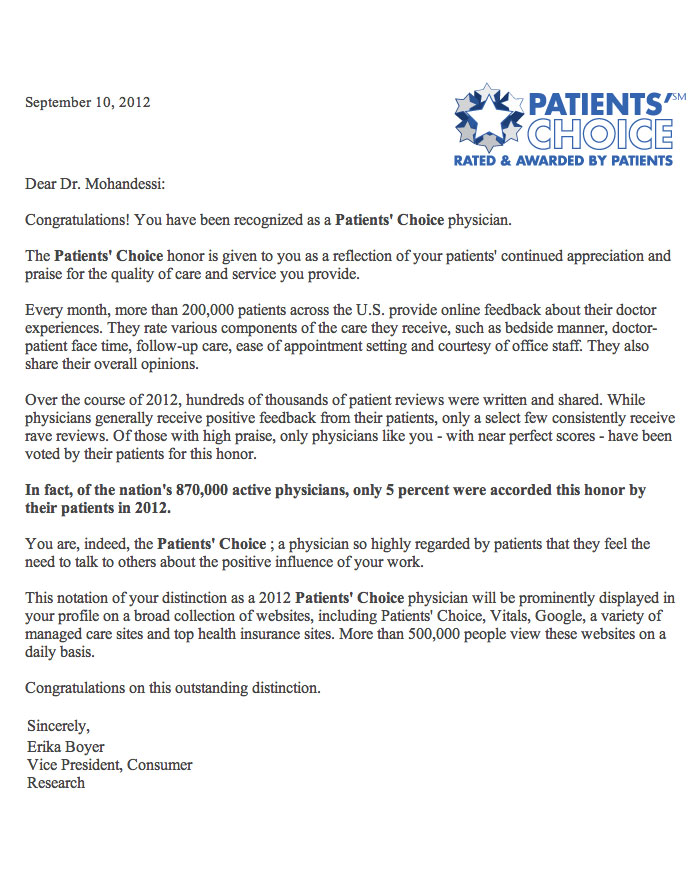 September 10, 2012
PATIENTS'SM
CHOICE
RATED & AWARDED BY PATIENTS
Dear Dr. Mohandessi:
Congratulations! You have been recognized as a Patients' Choice physician.
The Patients' Choice honor is given to you as a reflection of your patients' continued appreciation and
praise for the quality of care and service you provide.
Every month, more than 200,000 patients across the U.S. provide online feedback about their doctor
experiences. They rate various components of the care they receive, such as bedside manner, doctor-
patient face time, follow-up care, ease of appointment setting and courtesy of office staff. They also
share their overall opinions.
Over the course of 2012, hundreds of thousands of patient reviews were written and shared. While
physicians generally receive positive feedback from their patients, only a select few consistently receive
rave reviews. Of those with high praise, only physicians like you - with near perfect scores - have been
voted by their patients for this honor.
In fact, of the nation's 870,000 active physicians, only 5 percent were accorded this honor by
their patients in 2012.
You are, indeed, the Patients' Choice ; a physician so highly regarded by patients that they feel the
need to talk to others about the positive influence of your work.
This notation of your distinction as a 2012 Patients' Choice physician will be prominently displayed in
your profile on a broad collection of websites, including Patients' Choice, Vitals, Google, a variety of
managed care sites and top health insurance sites. More than 500,000 people view these websites on a
daily basis.
Congratulations on this outstanding distinction.
Sincerely,
Erika Boyer
Vice President, Consumer
Research